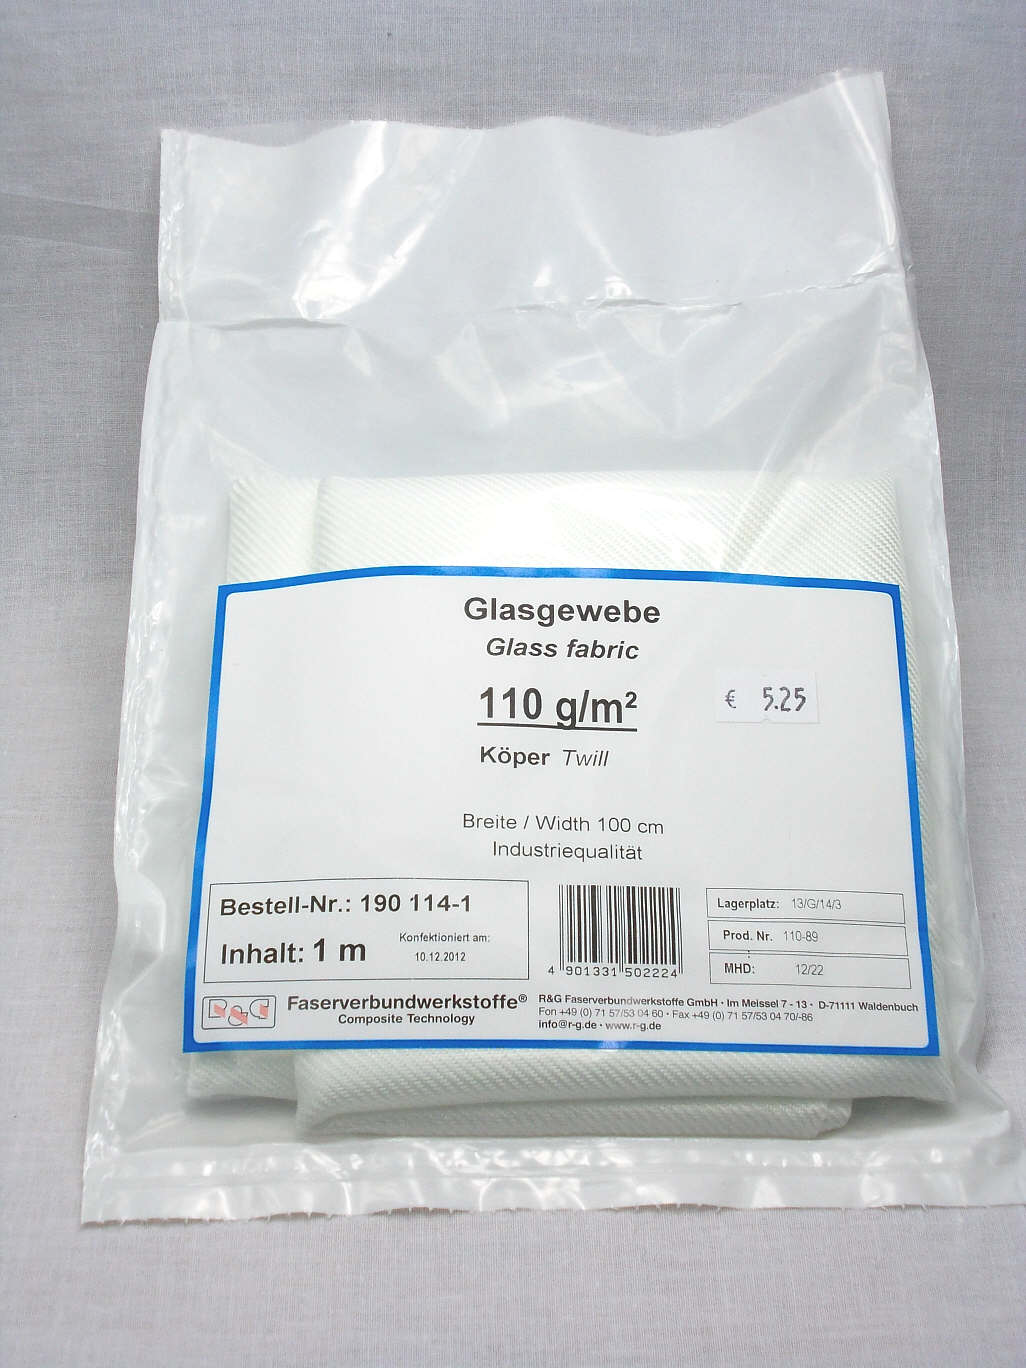 Glasgewebe
Glass fabric
110 g/m²
€ 5.25
Köper Twill
Breite / Width 100 cm
Industriequalität
Bestell-Nr.: 190 114-1
Inhalt: 1 m
Konfektioniert am:
10.12.2012
4 901331 502224
Lagerplatz: 13/G/14/3
Prod. Nr. 110-89
MHD: 12/22
R&G
Faserverbundwerkstoffe®
Composite Technology
R&G Faserverbundwerkstoffe GmbH · Im Meissel 7 - 13 · D-71111 Waldenbuch
Fon +49 (0) 71 57/53 04 60 · Fax +49 (0) 71 57/53 04 70/-86
info@r-g.de · www.r-g.de